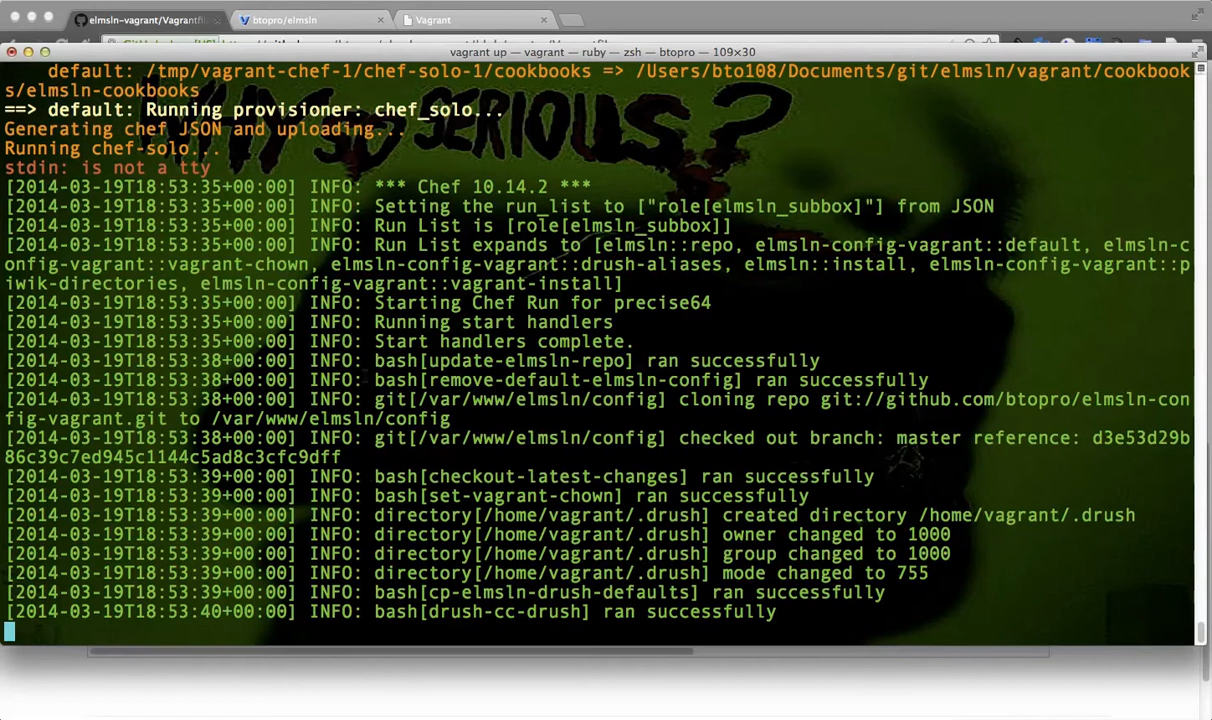 elmsln-vagrant/Vagrantfil
btopro/elmsln
Vagrant
vagrant up — vagrant — ruby — zsh — btopro — 109×30
default: /tmp/vagrant-chef-1/chef-solo-1/cookbooks => /Users/bto108/Documents/git/elmsln/vagrant/cookbook
s/elmsln-cookbooks
==> default: Running provisioner: chef_solo...
Generating chef JSON and uploading...
Running chef-solo...
stdin: is not a tty
SERIOUS?
[2014-03-19T18:53:35+00:00] INFO: *** Chef 10.14.2 ***
[2014-03-19T18:53:35+00:00] INFO: Setting the run_list to ["role[elmsln_subbox]"] from JSON
[2014-03-19T18:53:35+00:00] INFO: Run List is [role[elmsln_subbox]]
[2014-03-19T18:53:35+00:00] INFO: Run List expands to [elmsln::repo, elmsln-config-vagrant::default, elmsln-c
onfig-vagrant::vagrant-chown, elmsln-config-vagrant::drush-aliases, elmsln::install, elmsln-config-vagrant::p
iwik-directories, elmsln-config-vagrant::vagrant-install]
[2014-03-19T18:53:35+00:00] INFO: Starting Chef Run for precise64
[2014-03-19T18:53:35+00:00] INFO: Running start handlers
[2014-03-19T18:53:35+00:00] INFO: Start handlers complete.
[2014-03-19T18:53:38+00:00] INFO: bash[update-elmsln-repo] ran successfully
[2014-03-19T18:53:38+00:00] INFO: bash[remove-default-elmsln-config] ran successfully
[2014-03-19T18:53:38+00:00] INFO: git[/var/www/elmsln/config] cloning repo git://github.com/btopro/elmsln-con
fig-vagrant.git to /var/www/elmsln/config
[2014-03-19T18:53:38+00:00] INFO: git[/var/www/elmsln/config] checked out branch: master reference: d3e53d29b
86c39c7ed945c1144c5ad8c3cfc9dff
[2014-03-19T18:53:39+00:00] INFO: bash[checkout-latest-changes] ran successfully
[2014-03-19T18:53:39+00:00] INFO: bash[set-vagrant-chown] ran successfully
[2014-03-19T18:53:39+00:00] INFO: directory[/home/vagrant/.drush] created directory /home/vagrant/.drush
[2014-03-19T18:53:39+00:00] INFO: directory[/home/vagrant/.drush] owner changed to 1000
[2014-03-19T18:53:39+00:00] INFO: directory[/home/vagrant/.drush] group changed to 1000
[2014-03-19T18:53:39+00:00] INFO: directory[/home/vagrant/.drush] mode changed to 755
[2014-03-19T18:53:39+00:00] INFO: bash[cp-elmsln-drush-defaults] ran successfully
[2014-03-19T18:53:40+00:00] INFO: bash[drush-cc-drush] ran successfully